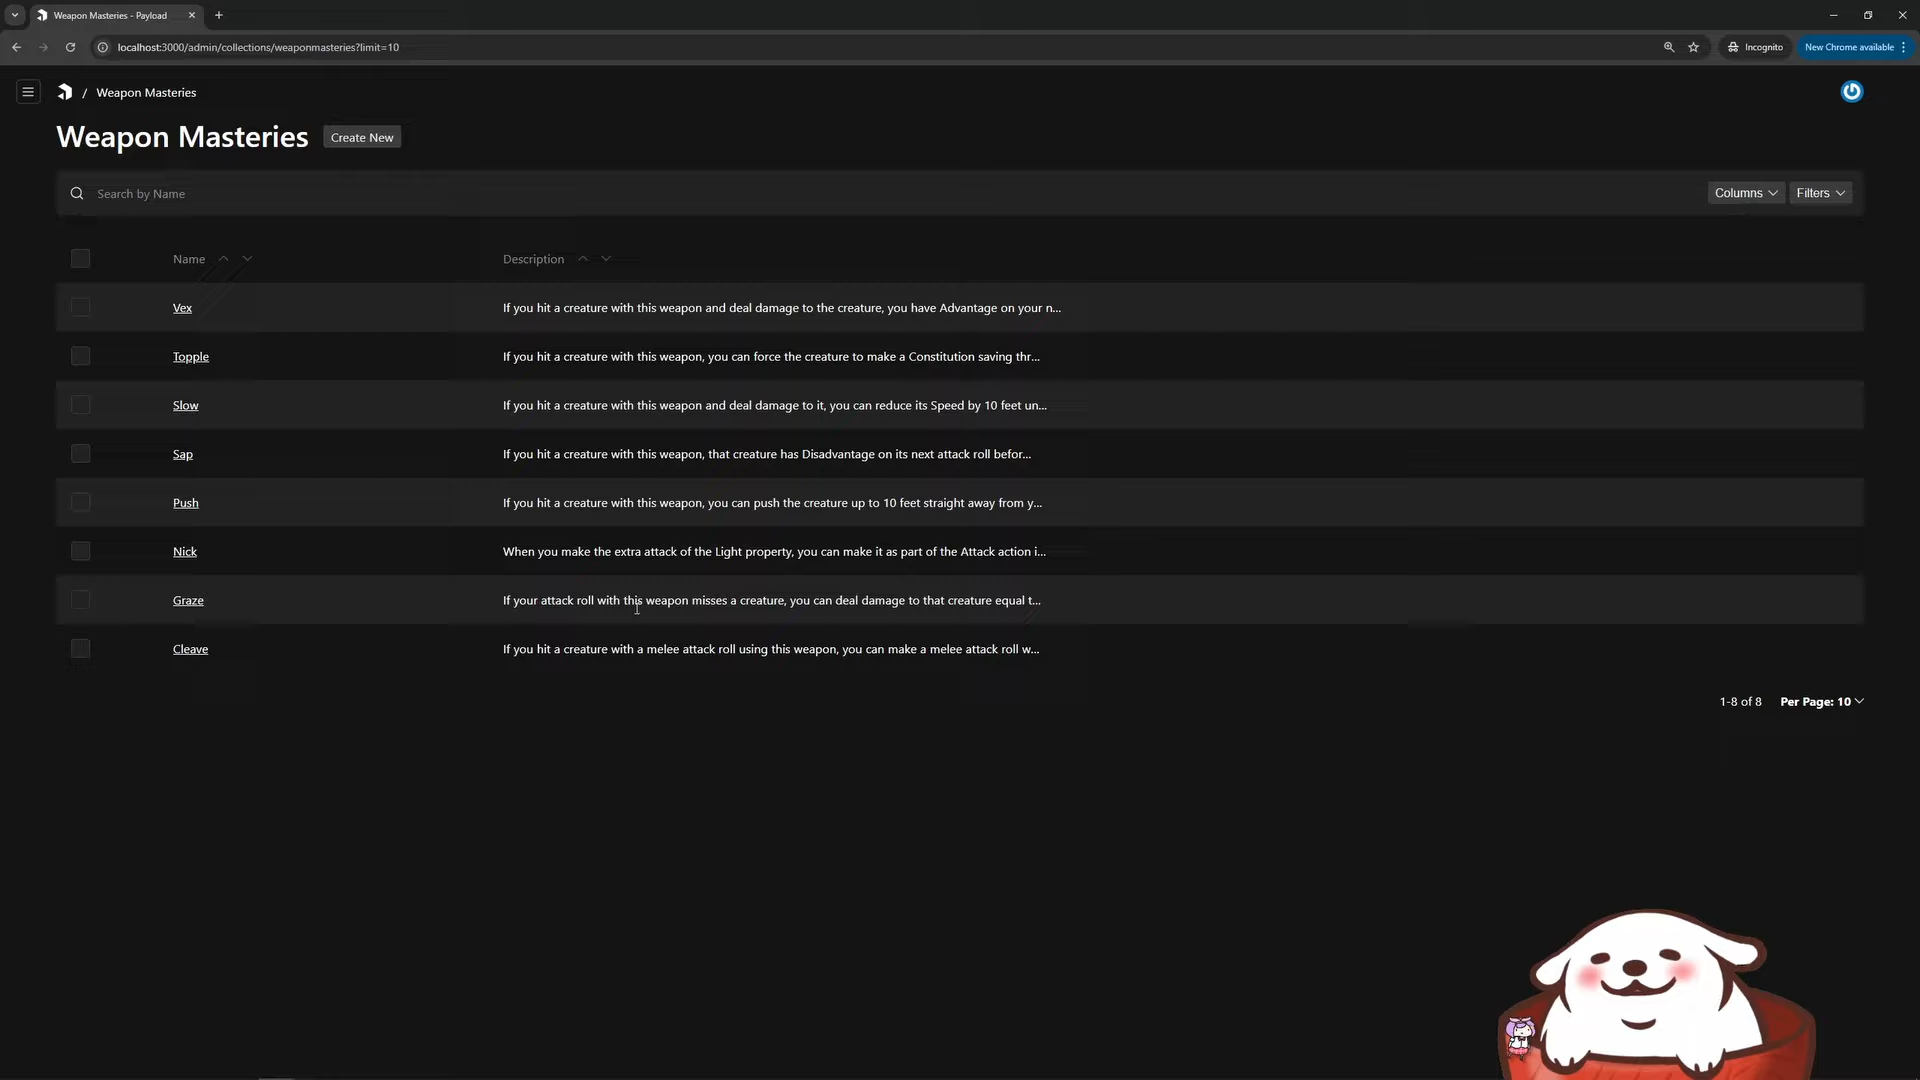 Weapon Masteries - Payload
localhost:3000/admin/collections/weaponmasteries?limit=10
Incognito
New Chrome available
/ Weapon Masteries
Weapon Masteries
Create New
Search by Name
Columns
Filters
Name
Description
Vex
If you hit a creature with this weapon and deal damage to the creature, you have Advantage on your n...
Topple
If you hit a creature with this weapon, you can force the creature to make a Constitution saving thr...
Slow
If you hit a creature with this weapon and deal damage to it, you can reduce its Speed by 10 feet un...
Sap
If you hit a creature with this weapon, that creature has Disadvantage on its next attack roll befor...
Push
If you hit a creature with this weapon, you can push the creature up to 10 feet straight away from y...
Nick
When you make the extra attack of the Light property, you can make it as part of the Attack action i...
Graze
If your attack roll with this weapon misses a creature, you can deal damage to that creature equal t...
Cleave
If you hit a creature with a melee attack roll using this weapon, you can make a melee attack roll w...
1-8 of 8
Per Page: 10